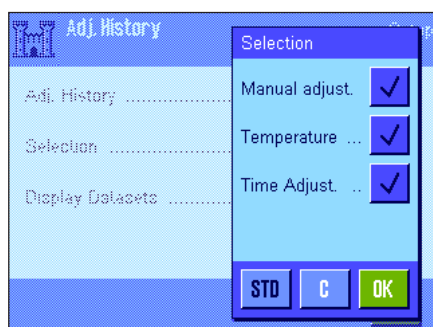 Adj. History
Selection
Manual adjust.
Adj. History ..................
Temperature ...
Selection ....................
Time Adjust. ..
Display Datasets ..........
STD
C
OK